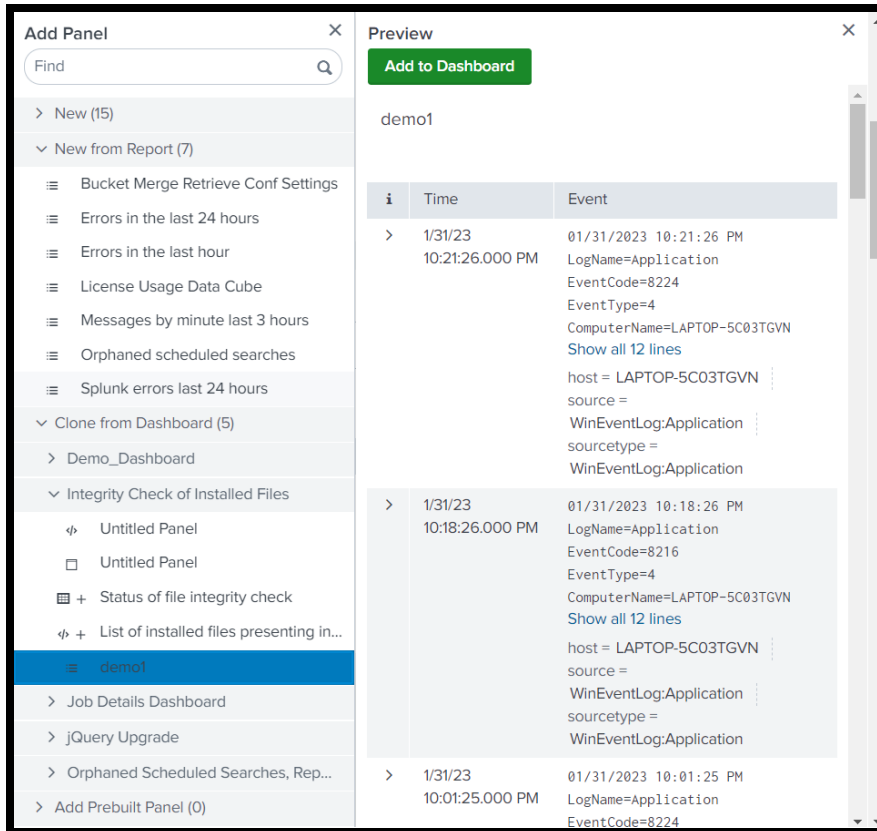 Add Panel
Find
New (15)
New from Report (7)
Bucket Merge Retrieve Conf Settings
Errors in the last 24 hours
Errors in the last hour
License Usage Data Cube
Messages by minute last 3 hours
Orphaned scheduled searches
Splunk errors last 24 hours
Clone from Dashboard (5)
Demo_Dashboard
Integrity Check of Installed Files
Untitled Panel
Untitled Panel
Status of file integrity check
List of installed files presenting in...
demo1
Job Details Dashboard
jQuery Upgrade
Orphaned Scheduled Searches, Rep...
Add Prebuilt Panel (0)
Preview
Add to Dashboard
demo1
i Time Event
1/31/23
10:21:26.000 PM
01/31/2023 10:21:26 PM
LogName=Application
EventCode=8224
EventType=4
ComputerName=LAPTOP-5C03TGVN
Show all 12 lines
host = LAPTOP-5C03TGVN
source =
WinEventLog:Application
sourcetype =
WinEventLog:Application
1/31/23
10:18:26.000 PM
01/31/2023 10:18:26 PM
LogName=Application
EventCode=8216
EventType=4
ComputerName=LAPTOP-5C03TGVN
Show all 12 lines
host = LAPTOP-5C03TGVN
source =
WinEventLog:Application
sourcetype =
WinEventLog:Application
1/31/23
10:01:25.000 PM
01/31/2023 10:01:25 PM
LogName=Application
EventCode=8224